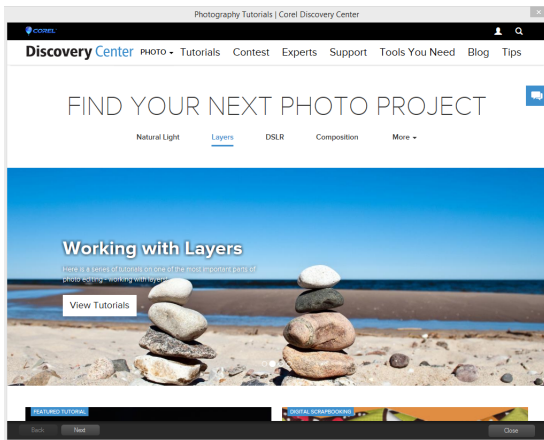 Photography Tutorials | Corel Discovery Center
COREL
Discovery Center PHOTO Tutorials Contest Experts Support Tools You Need Blog Tips
FIND YOUR NEXT PHOTO PROJECT
Natural Light Layers DSLR Composition More
Working with Layers
Here is a series of tutorials on one of the most important parts of
photo editing - working with layers!
View Tutorials
FEATURED TUTORIAL DIGITAL SCRAPBOOKING
Back Next Close